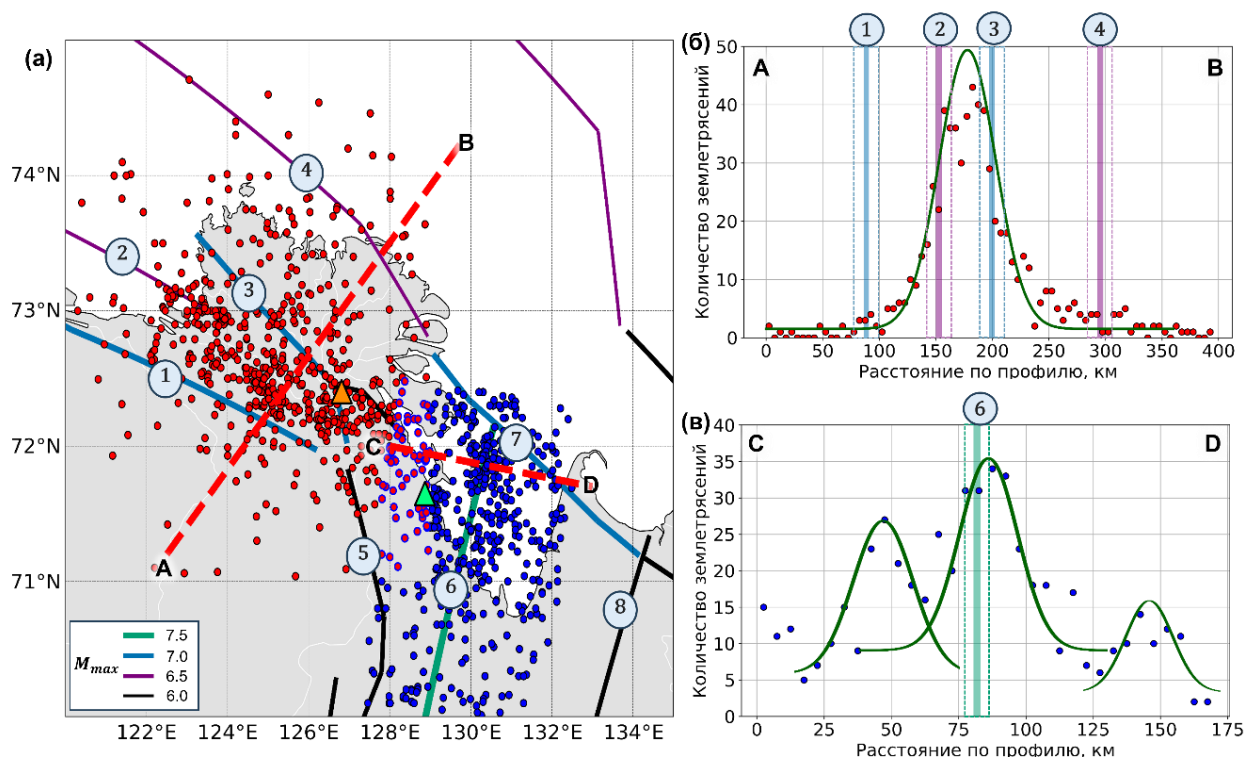 (а)
74°N
73°N
72°N
71°N
122°E 124°E 126°E 128°E 130°E 132°E 134°E
B
4
2
3
1
C
7
D
A
5
6
8
7.5
7.0
M_max
6.5
6.0
(б)
1 2 3 4
A B
Количество землетрясений
50
40
30
20
10
0
0 50 100 150 200 250 300 350 400
Расстояние по профилю, км
(в)
6
C D
Количество землетрясений
40
35
30
25
20
15
10
5
0
0 25 50 75 100 125 150 175
Расстояние по профилю, км